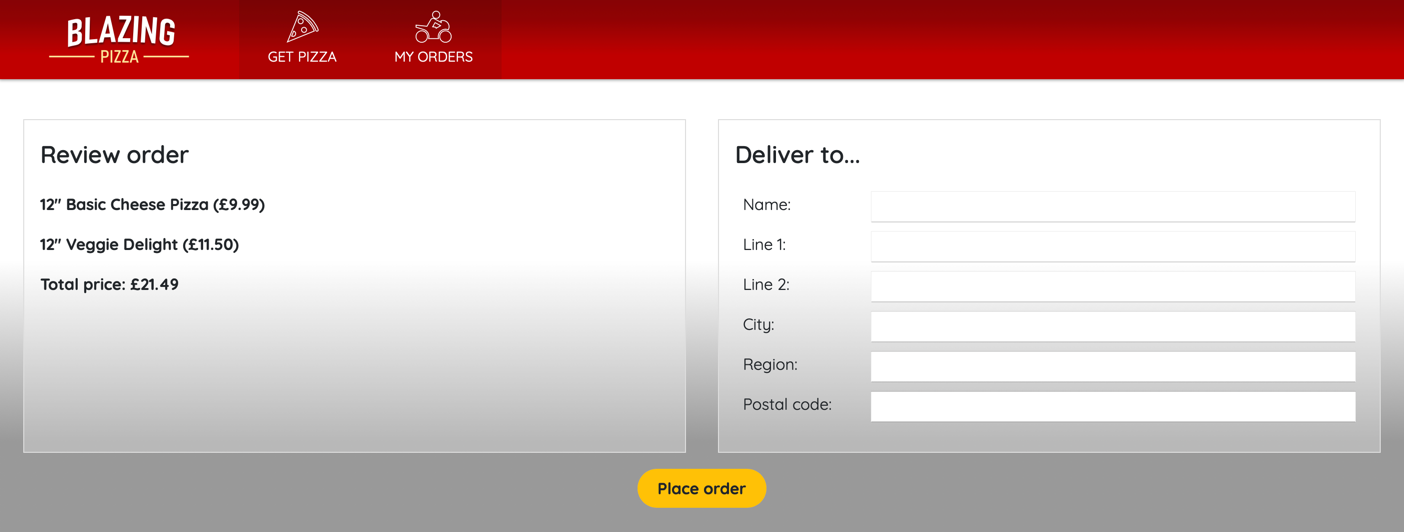 BLAZING
PIZZA
GET PIZZA
MY ORDERS
Review order
12" Basic Cheese Pizza (£9.99)
12" Veggie Delight (£11.50)
Total price: £21.49
Deliver to...
Name:
Line 1:
Line 2:
City:
Region:
Postal code:
Place order